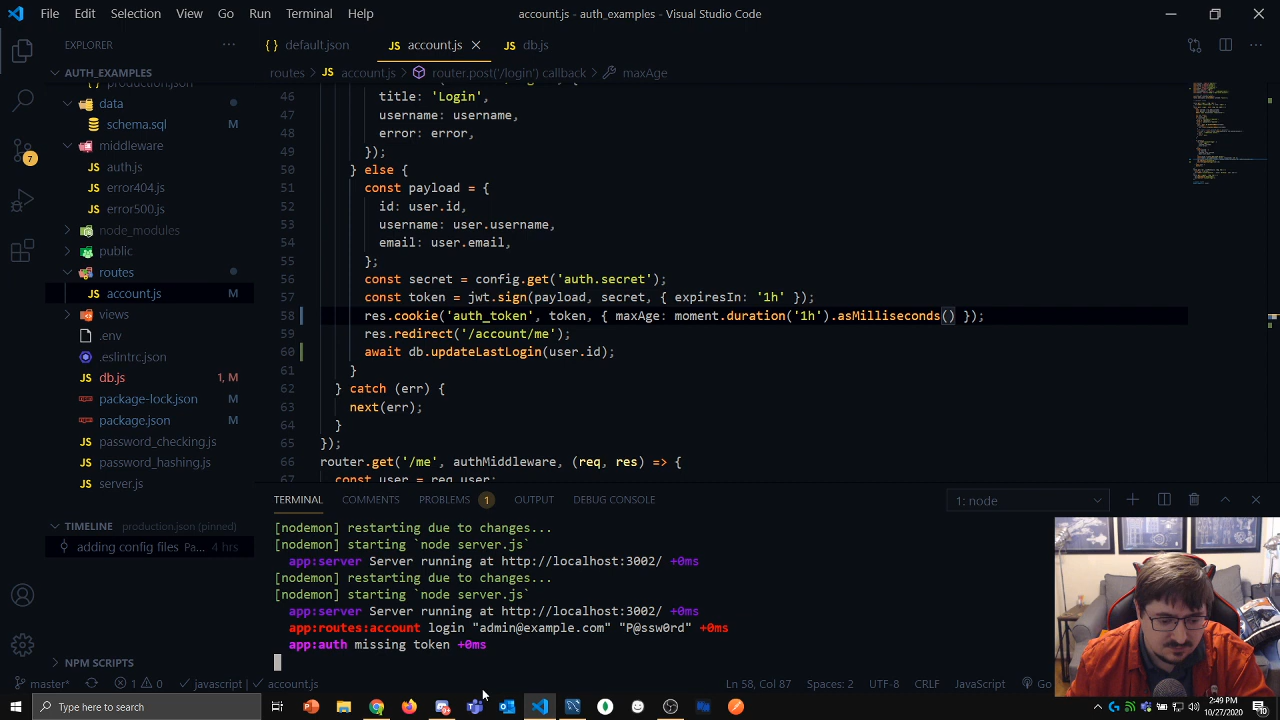 File Edit Selection View Go Run Terminal Help
account.js - auth_examples - Visual Studio Code
EXPLORER
AUTH_EXAMPLES
production.json
data
schema.sql M
middleware
auth.js
error404.js
error500.js
node_modules
public
routes
account.js M
views
.env
.eslintrc.json
db.js 1, M
package-lock.json M
package.json M
password_checking.js
password_hashing.js
server.js
TIMELINE production.json (pinned)
adding config files Pa... 4 hrs
NPM SCRIPTS
7
default.json account.js db.js
routes > account.js > router.post('/login') callback > maxAge
46 title: 'Login',
47 username: username,
48 error: error,
49 });
50 } else {
51 const payload = {
52 id: user.id,
53 username: user.username,
54 email: user.email,
55 };
56 const secret = config.get('auth.secret');
57 const token = jwt.sign(payload, secret, { expiresIn: '1h' });
58 res.cookie('auth_token', token, { maxAge: moment.duration('1h').asMilliseconds() });
59 res.redirect('/account/me');
60 await db.updateLastLogin(user.id);
61 }
62 } catch (err) {
63 next(err);
64 }
65 });
66 router.get('/me', authMiddleware, (req, res) => {
const user = req.user;
TERMINAL COMMENTS PROBLEMS 1 OUTPUT DEBUG CONSOLE 1: node
[nodemon] restarting due to changes...
[nodemon] starting `node server.js`
app:server Server running at http://localhost:3002/ +0ms
[nodemon] restarting due to changes...
[nodemon] starting `node server.js`
app:server Server running at http://localhost:3002/ +0ms
app:routes:account login "admin@example.com" "P@ssw0rd" +0ms
app:auth missing token +0ms
master* 1 0 javascript | account.js Ln 58, Col 87 Spaces: 2 UTF-8 CRLF JavaScript Go
Type here to search
2:49 PM
10/27/2020